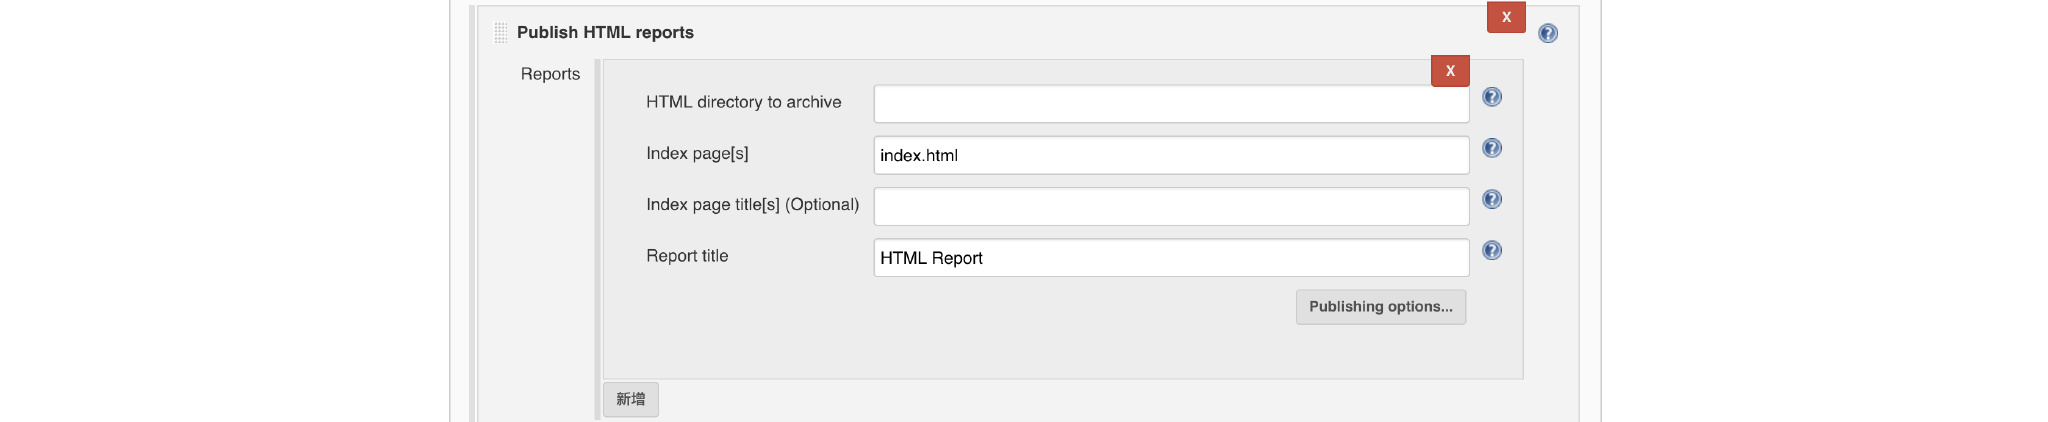 X
Publish HTML reports
Reports
X
HTML directory to archive
Index page[s]
index.html
Index page title[s] (Optional)
Report title
HTML Report
Publishing options...
新增